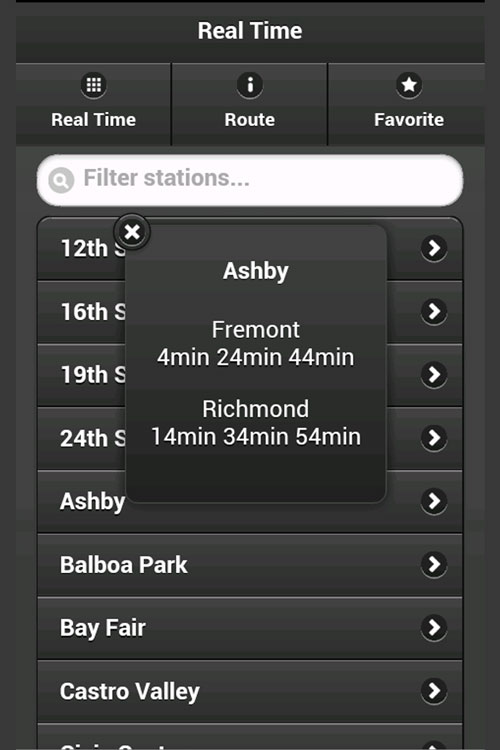 Real Time
Real Time
Route
Favorite
Filter stations...
12th S
16th S
19th S
24th S
Ashby
Fremont
4min 24min 44min
Richmond
14min 34min 54min
Ashby
Balboa Park
Bay Fair
Castro Valley